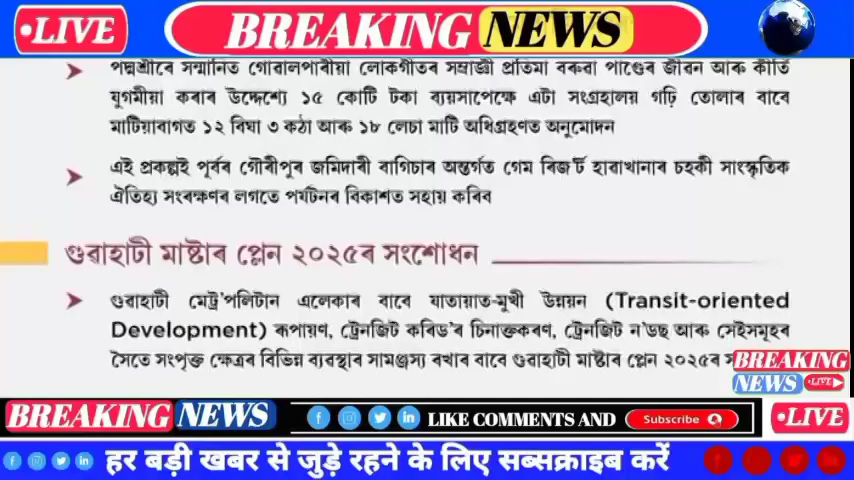 LIVE
BREAKING NEWS
পদ্মশ্ৰীৰে সন্মানিত গোৱালপাৰীয়া লোকগীতৰ সম্ৰাজ্ঞী প্ৰতিমা বৰুৱা পাণ্ডেৰ জীৱন আৰু কীৰ্তি
যুগমীয়া কৰাৰ উদ্দেশ্যে ১৫ কোটি টকা ব্যয়সাপেক্ষে এটা সংগ্ৰহালয় গঢ়ি তোলাৰ বাবে
মাটিয়াবাগত ১২ বিঘা ৩ কঠা আৰু ১৮ লেচা মাটি অধিগ্ৰহণত অনুমোদন
এই প্ৰকল্পই পূৰ্বৰ গৌৰীপুৰ জমিদাৰী বাগিচাৰ অন্তৰ্গত গেম ৰিজৰ্ট হাৱাখানাৰ চহকী সাংস্কৃতিক
ঐতিহ্য সংৰক্ষণৰ লগতে পৰ্যটনৰ বিকাশত সহায় কৰিব
গুৱাহাটী মাষ্টাৰ প্লেন ২০২৫ৰ সংশোধন
গুৱাহাটী মেট্ৰ'পলিটান এলেকাৰ বাবে যাতায়াত-মুখী উন্নয়ন (Transit-oriented
Development) ৰূপায়ণ, ট্ৰেনজিট কৰিড'ৰ চিনাক্তকৰণ, ট্ৰেনজিট ন'ডছ আৰু সেইসমূহৰ
সৈতে সংপৃক্ত ক্ষেত্ৰৰ বিভিন্ন ব্যৱস্থাৰ সামঞ্জস্য ৰখাৰ বাবে গুৱাহাটী মাষ্টাৰ প্লেন ২০২৫ৰ
BREAKING
NEWS LIVE
BREAKING NEWS LIKE COMMENTS AND Subscribe LIVE
हर बड़ी खबर से जुड़े रहने के लिए सब्सक्राइब करें